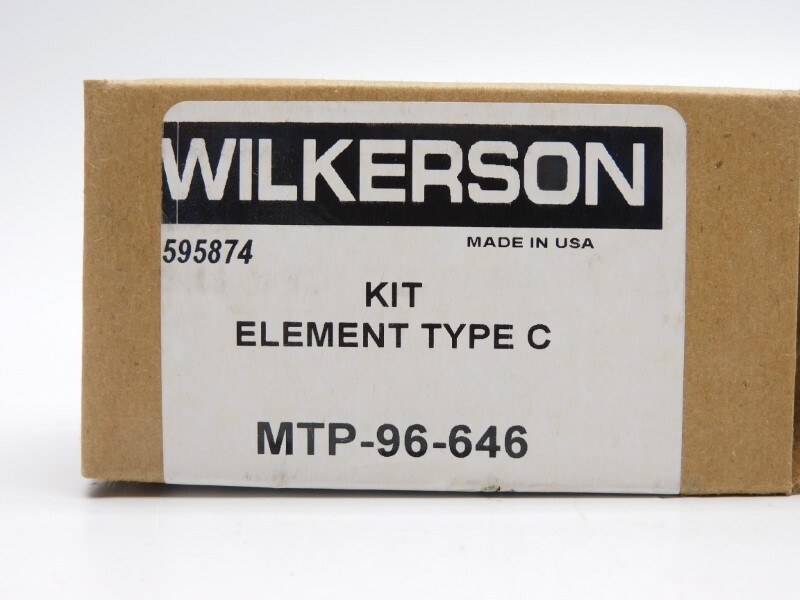 WILKERSON
595874
MADE IN USA
KIT
ELEMENT TYPE C
MTP-96-646